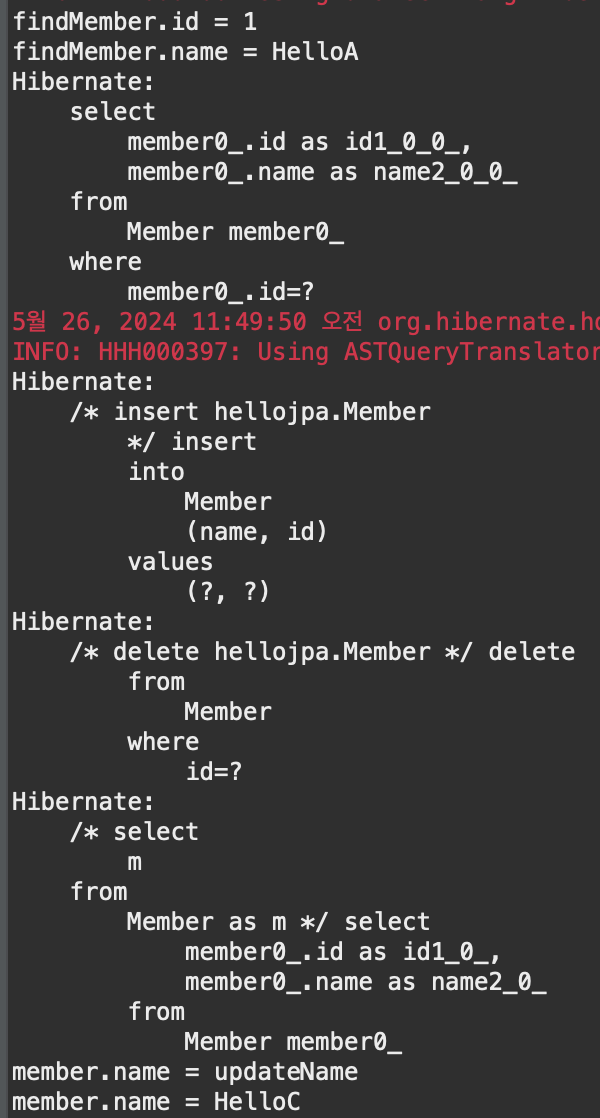 findMember.id = 1
findMember.name = HelloA
Hibernate:
    select
        member0_.id as id1_0_0_,
        member0_.name as name2_0_0_
    from
        Member member0_
    where
        member0_.id=?
5월 26, 2024 11:49:50 오전 org.hibernate.
INFO: HHH000397: Using ASTQueryTranslator
Hibernate:
    /* insert hellojpa.Member
        */ insert
        into
            Member
            (name, id)
        values
            (?, ?)
Hibernate:
    /* delete hellojpa.Member */ delete
        from
            Member
        where
            id=?
Hibernate:
    /* select
        m
    from
        Member as m */ select
            member0_.id as id1_0_,
            member0_.name as name2_0_
        from
            Member member0_
member.name = updateName
member.name = HelloC